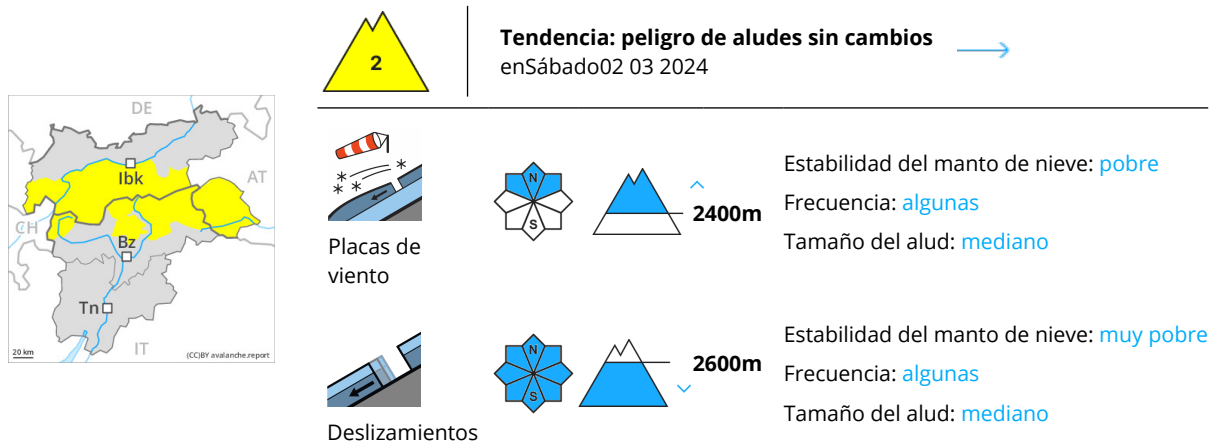 2
Tendencia: peligro de aludes sin cambios
enSábado02 03 2024
DE
Ibk
AT
CH
Bz
Tn
IT
20 km
(CC)BY avalanche.report
Placas de
viento
N
S
2400m
Estabilidad del manto de nieve: pobre
Frecuencia: algunas
Tamaño del alud: mediano
Deslizamientos
N
S
2600m
Estabilidad del manto de nieve: muy pobre
Frecuencia: algunas
Tamaño del alud: mediano